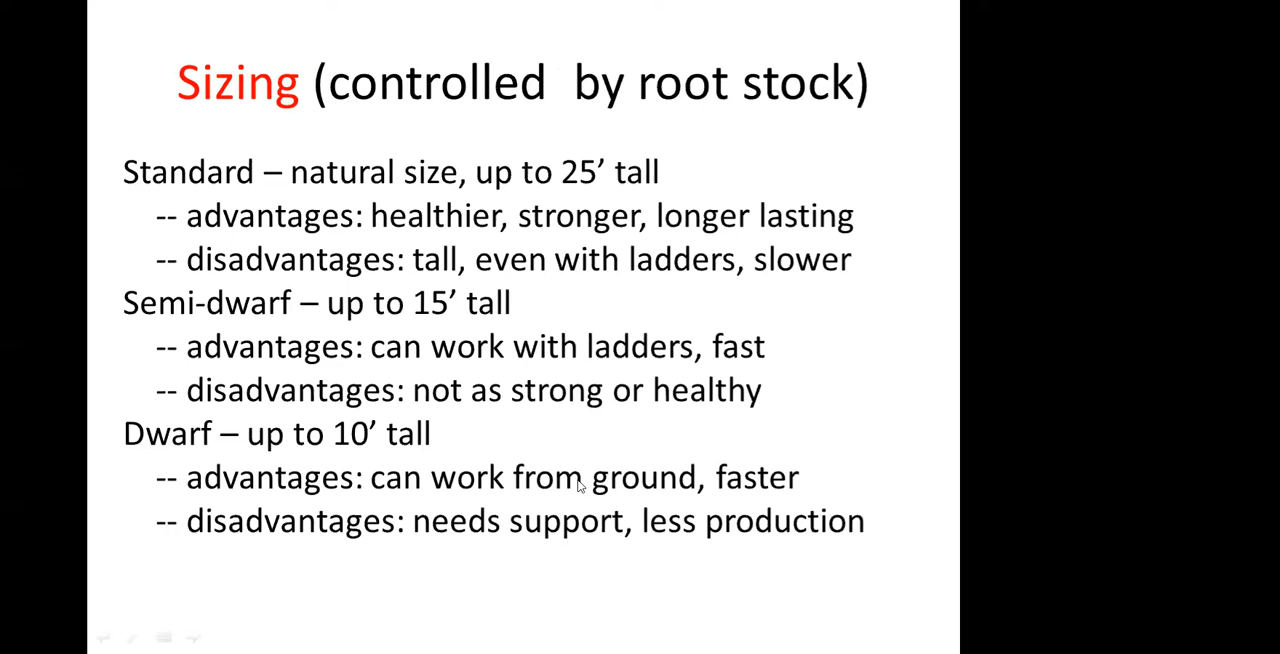 Sizing (controlled by root stock)
Standard – natural size, up to 25’ tall
-- advantages: healthier, stronger, longer lasting
-- disadvantages: tall, even with ladders, slower
Semi-dwarf – up to 15’ tall
-- advantages: can work with ladders, fast
-- disadvantages: not as strong or healthy
Dwarf – up to 10’ tall
-- advantages: can work from ground, faster
-- disadvantages: needs support, less production